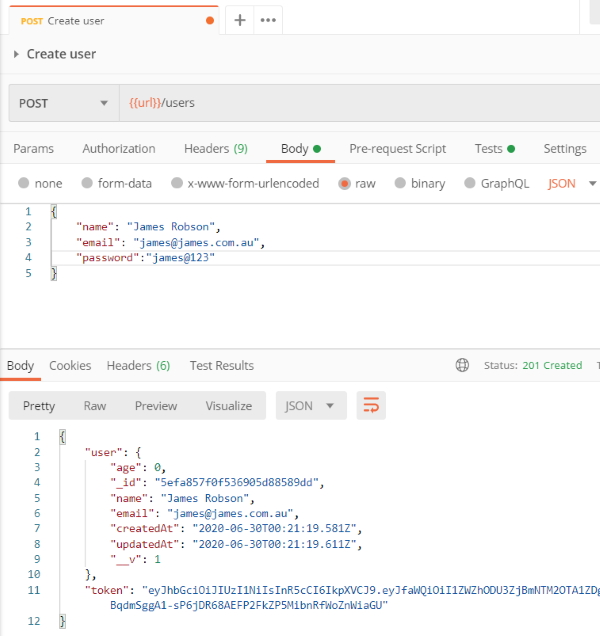 POST Create user
+ •••
Create user
POST {{url}}/users
Params Authorization Headers (9) Body Pre-request Script Tests Settings
none form-data x-www-form-urlencoded raw binary GraphQL JSON
1 {
2 "name": "James Robson",
3 "email": "james@james.com.au",
4 "password":"james@123"
5 }
Body Cookies Headers (6) Test Results Status: 201 Created
Pretty Raw Preview Visualize JSON
1 {
2 "user": {
3 "age": 0,
4 "_id": "5efa857f0f536905d88589dd",
5 "name": "James Robson",
6 "email": "james@james.com.au",
7 "createdAt": "2020-06-30T00:21:19.581Z",
8 "updatedAt": "2020-06-30T00:21:19.611Z",
9 "__v": 1
10 },
11 "token": "eyJhbGciOiJIUzI1NiIsInR5cCI6IkpXVCJ9.eyJfaWQiOiI1ZWZhODU3ZjBmNTM2OTA1ZDg
BqdmSggA1-sP6jDR68AEFP2FkZP5MibnRfWoZnWiaGU"
12 }